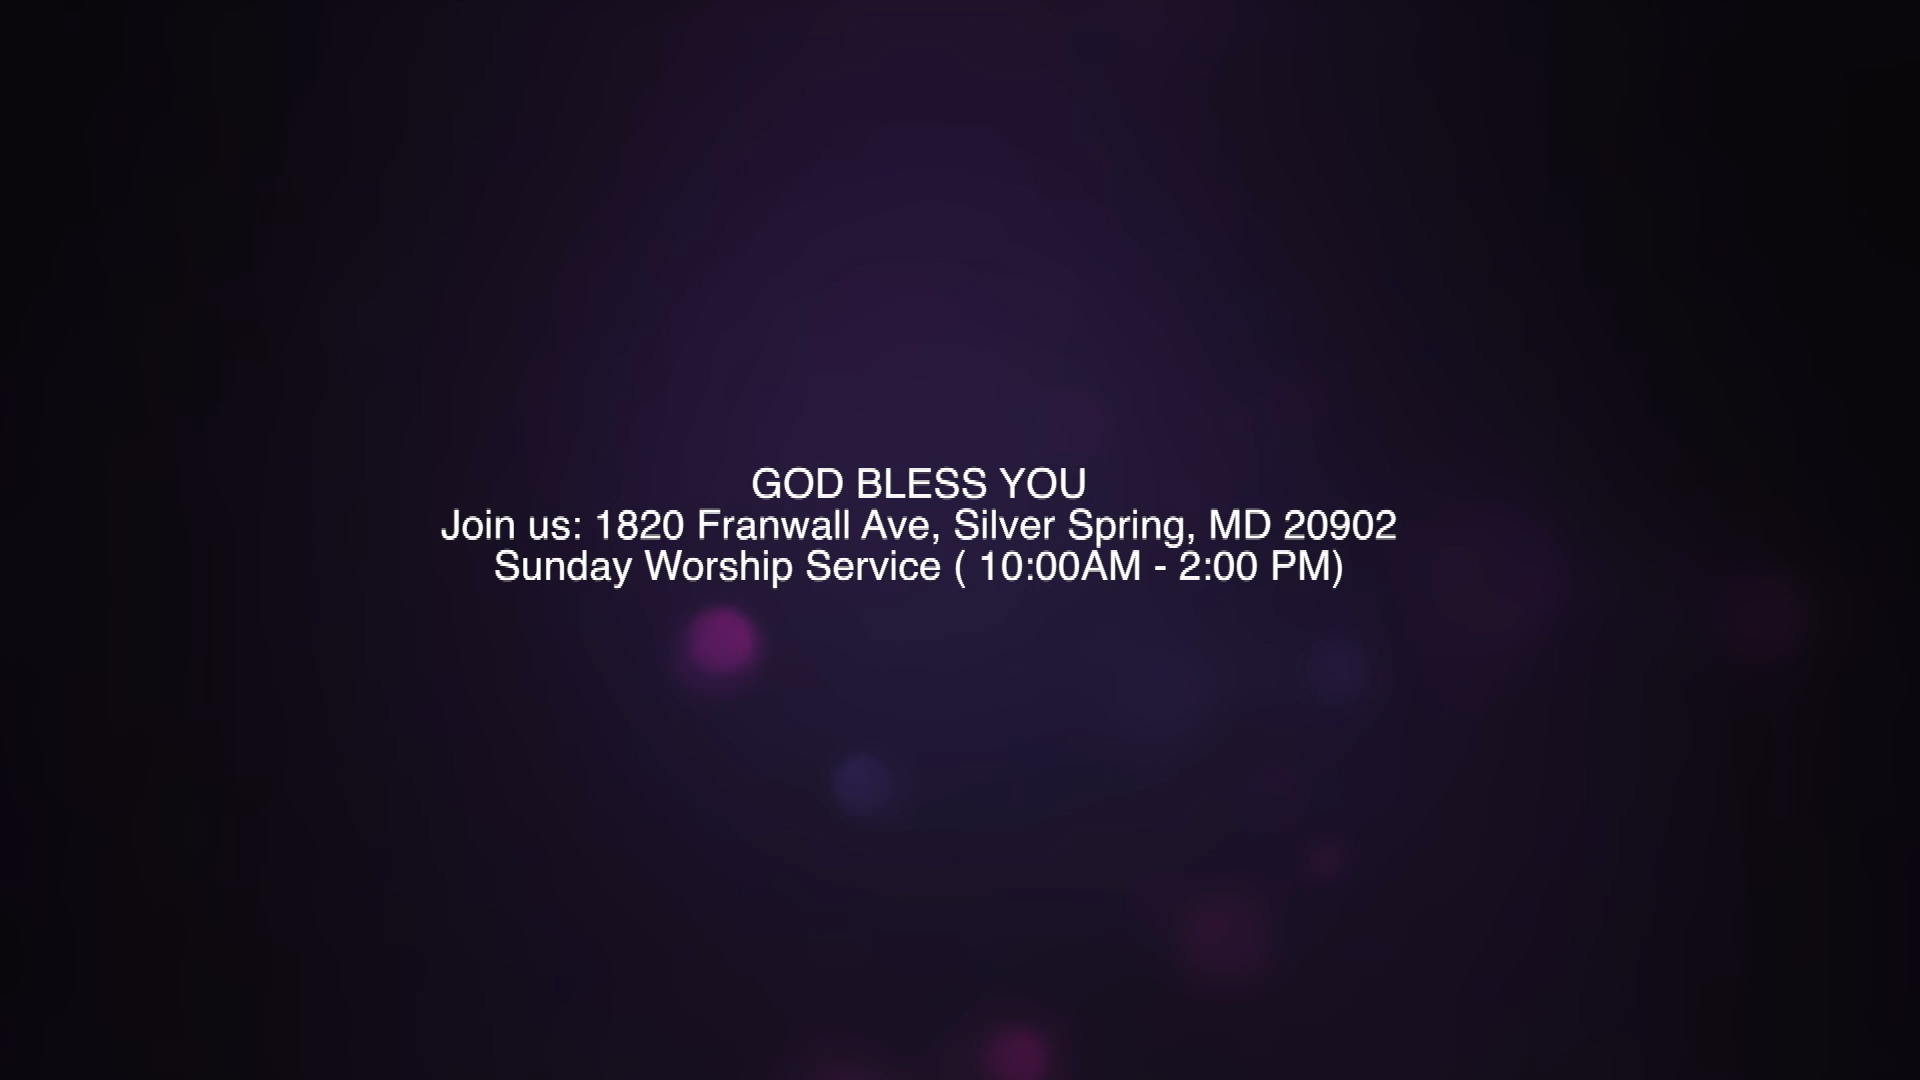 GOD BLESS YOU
Join us: 1820 Franwall Ave, Silver Spring, MD 20902
Sunday Worship Service ( 10:00AM - 2:00 PM)